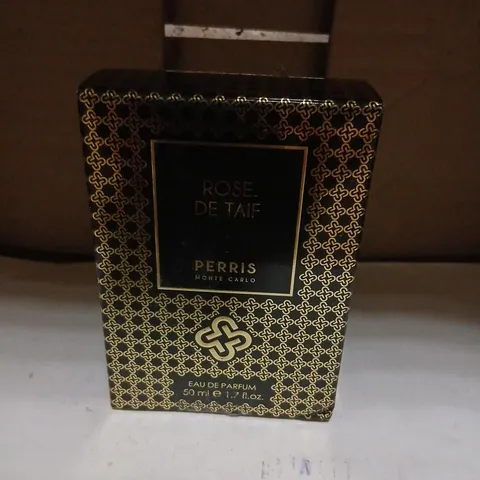 ROSE
DE TAIF
PERRIS
MONTE CARLO
EAU DE PARFUM
50 ml e 1.7 fl.oz.